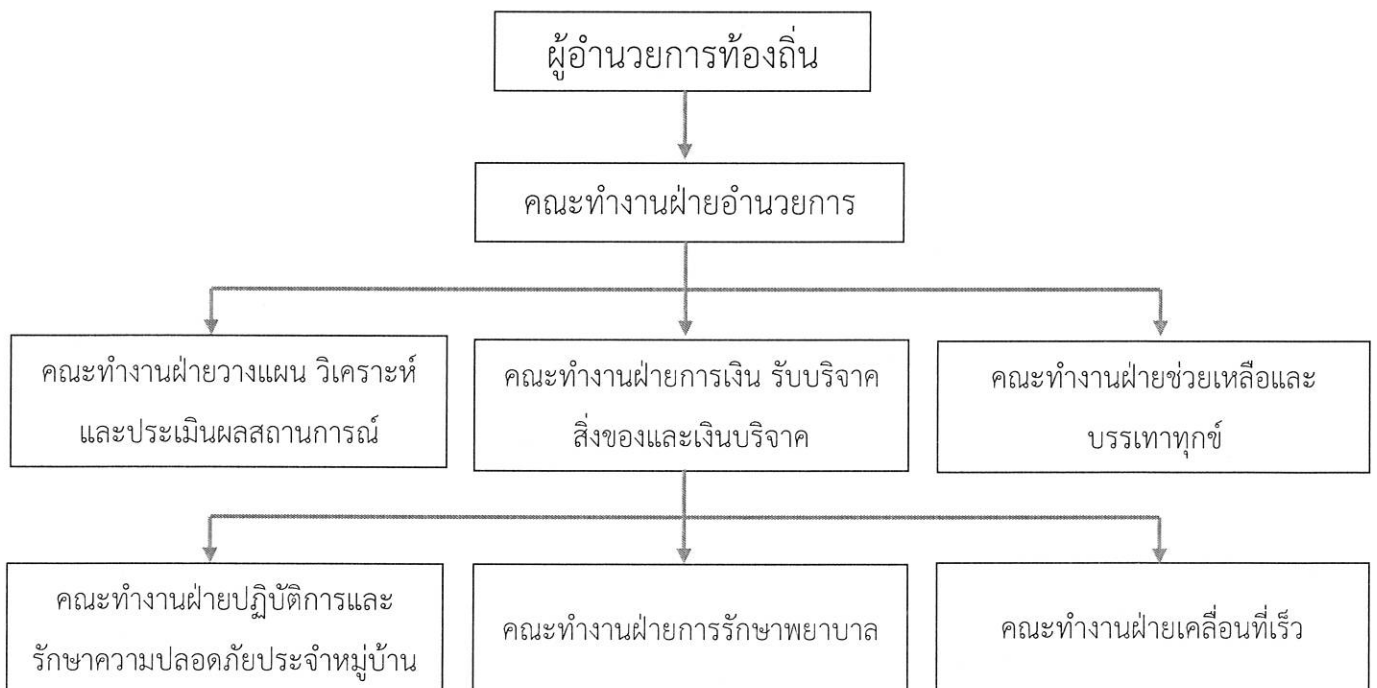 ผู้อำนวยการท้องถิ่น
คณะทำงานฝ่ายอำนวยการ
คณะทำงานฝ่ายวางแผน วิเคราะห์
และประเมินผลสถานการณ์
คณะทำงานฝ่ายการเงิน รับบริจาค
สิ่งของและเงินบริจาค
คณะทำงานฝ่ายช่วยเหลือและ
บรรเทาทุกข์
คณะทำงานฝ่ายปฏิบัติการและ
รักษาความปลอดภัยประจำหมู่บ้าน
คณะทำงานฝ่ายการรักษาพยาบาล
คณะทำงานฝ่ายเคลื่อนที่เร็ว